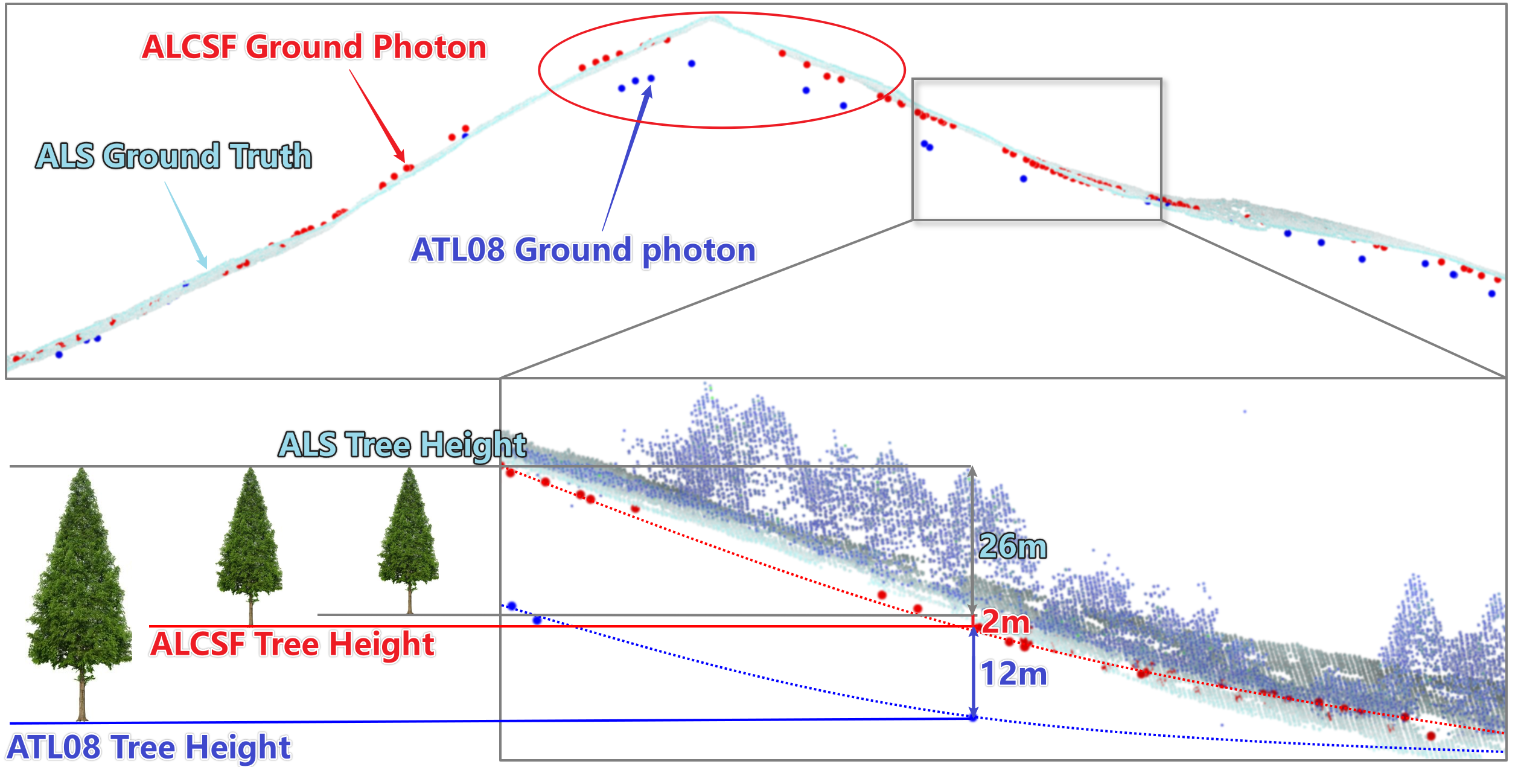 ALCSF Ground Photon
ALS Ground Truth
ATL08 Ground photon
ALS Tree Height
26m
2m
ALCSF Tree Height
12m
ATL08 Tree Height